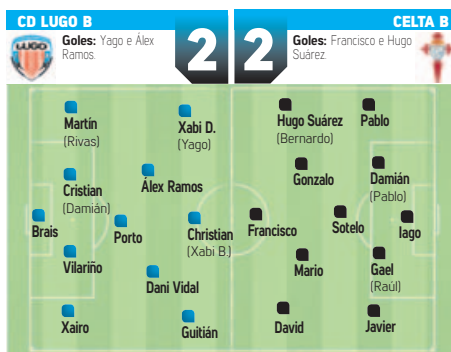 CD LUGO B
CELTA B
Goles: Yago e Álex
Ramos.
2
2
Goles: Francisco e Hugo
Suárez.
LUGO
Martín
(Rivas)
Xabi D.
(Yago)
Hugo Suárez
(Bernardo)
Pablo
Cristian
(Damián)
Álex Ramos
Gonzalo
Damián
(Pablo)
Brais
Porto
Christian
(Xabi B.)
Francisco
Sotelo
Iago
Vilariño
Dani Vidal
Mario
Gael
(Raúl)
Xairo
Guitián
David
Javier